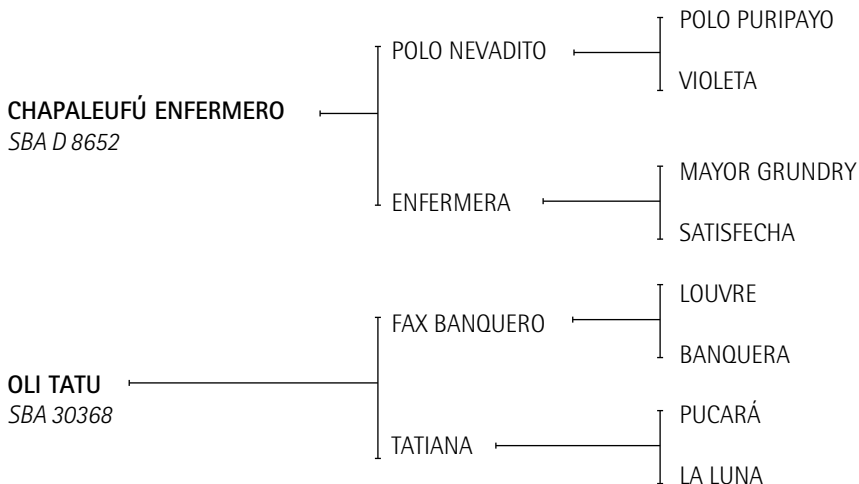 POLO PURIPAYO
POLO NEVADITO
VIOLETA
CHAPALEUFÚ ENFERMERO
SBA D 8652
MAYOR GRUNDRY
ENFERMERA
SATISFECHA
LOUVRE
FAX BANQUERO
BANQUERA
OLI TATU
SBA 30368
PUCARÁ
TATIANA
LA LUNA